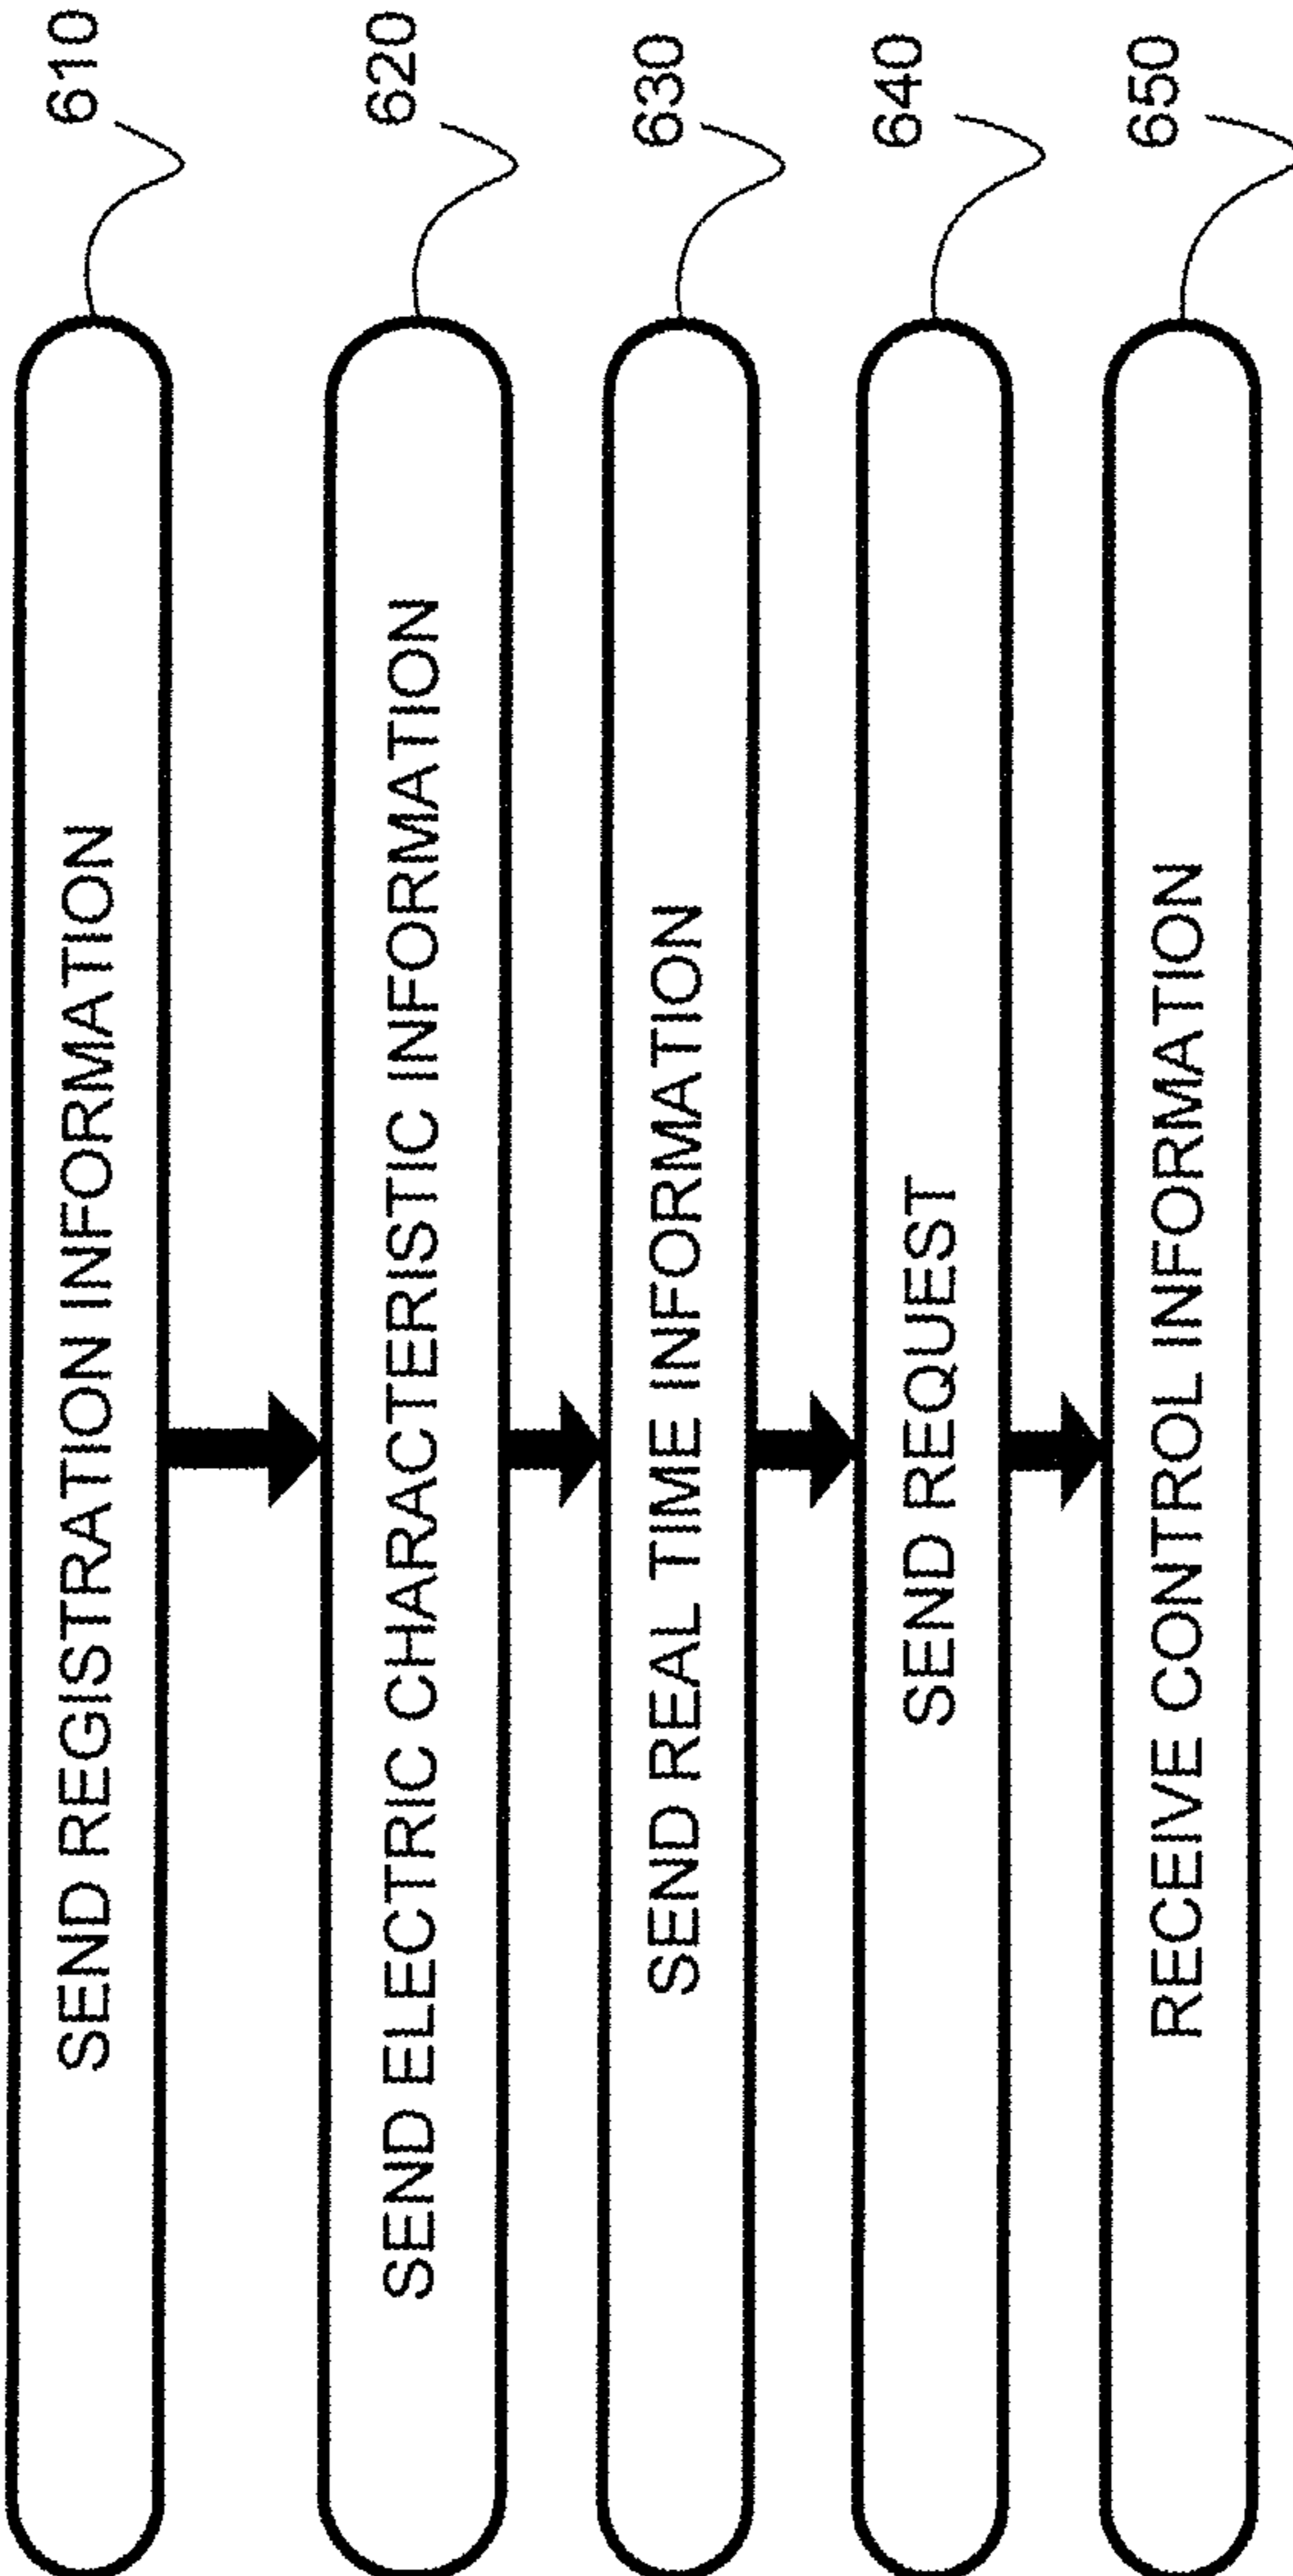 SEND REGISTRATION INFORMATION
610
SEND ELECTRIC CHARACTERISTIC INFORMATION
620
SEND REAL TIME INFORMATION
630
SEND REQUEST
640
RECEIVE CONTROL INFORMATION
650